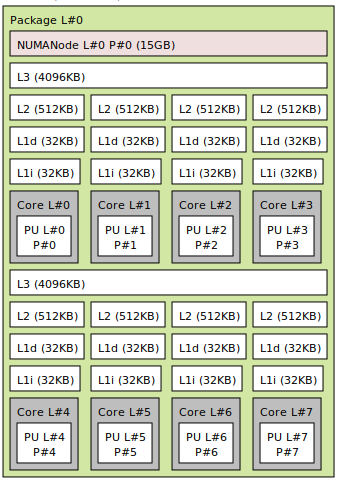 Package L#0
NUMANode L#0 P#0 (15GB)
L3 (4096KB)
L2 (512KB) L2 (512KB) L2 (512KB) L2 (512KB)
L1d (32KB) L1d (32KB) L1d (32KB) L1d (32KB)
L1i (32KB) L1i (32KB) L1i (32KB) L1i (32KB)
Core L#0 Core L#1 Core L#2 Core L#3
PU L#0 PU L#1 PU L#2 PU L#3
P#0 P#1 P#2 P#3
L3 (4096KB)
L2 (512KB) L2 (512KB) L2 (512KB) L2 (512KB)
L1d (32KB) L1d (32KB) L1d (32KB) L1d (32KB)
L1i (32KB) L1i (32KB) L1i (32KB) L1i (32KB)
Core L#4 Core L#5 Core L#6 Core L#7
PU L#4 PU L#5 PU L#6 PU L#7
P#4 P#5 P#6 P#7